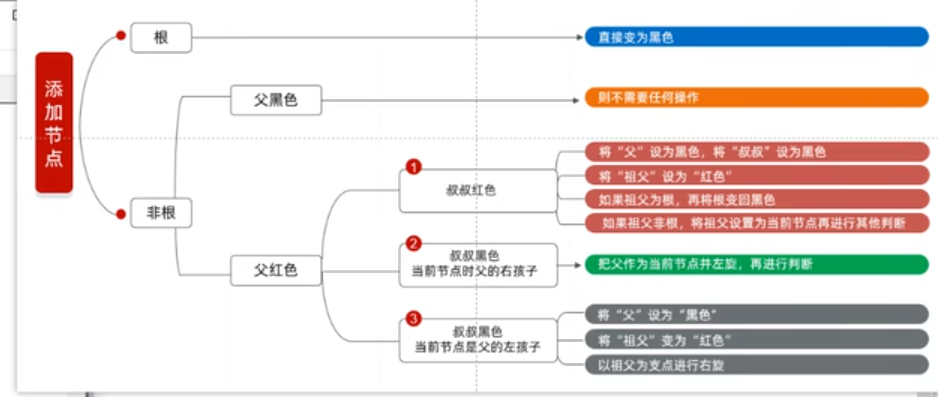 添加节点
根
直接变为黑色
父黑色
则不需要任何操作
非根
父红色
1
叔叔红色
将“父”设为黑色，将“叔叔”设为黑色
将“祖父”设为“红色”
如果祖父为根，再将根变回黑色
如果祖父非根，将祖父设置为当前节点再进行其他判断
2
叔叔黑色
当前节点时父的右孩子
把父作为当前节点并左旋，再进行判断
3
叔叔黑色
当前节点是父的左孩子
将“父”设为“黑色”
将“祖父”变为“红色”
以祖父为支点进行右旋